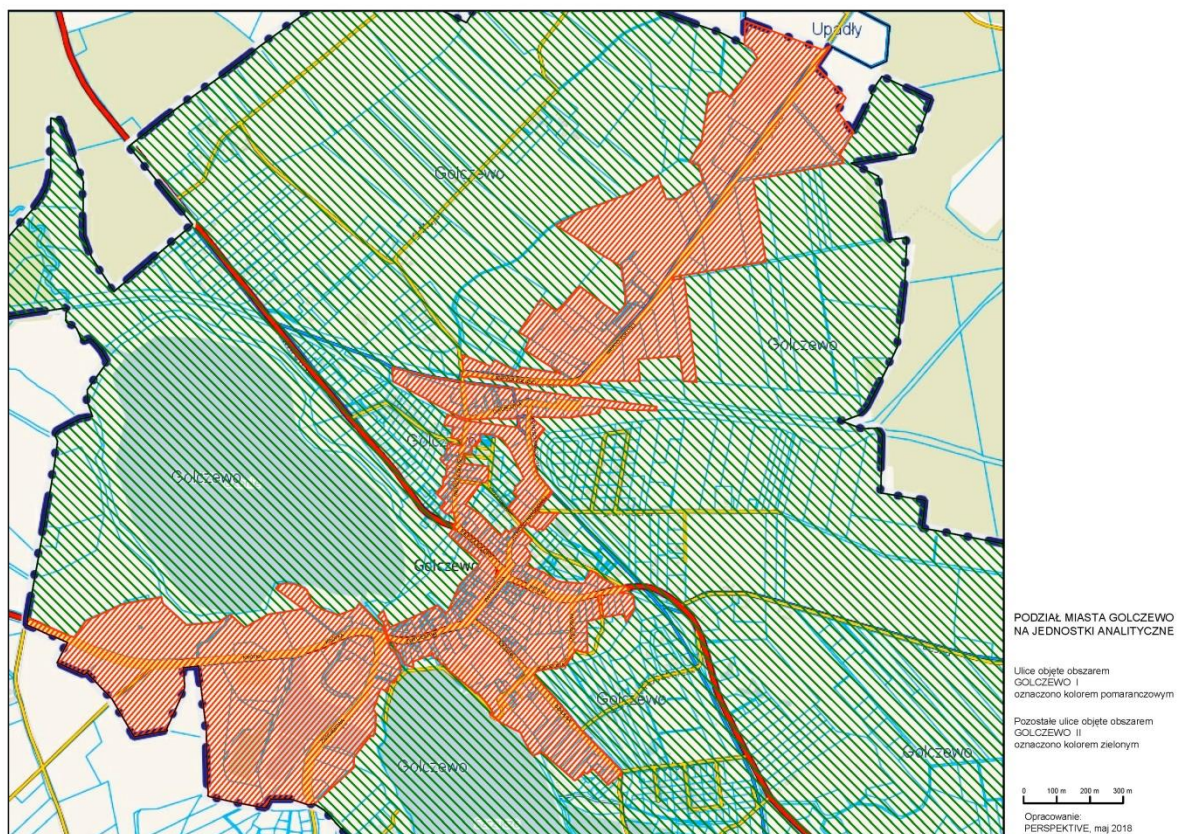 Upadły
Golczewo
Golczewo
Golczewo
Golczewo
Golczewo
Golczewo
Golczewo
Golczewo
PODZIAŁ MIASTA GOLCZEWO
NA JEDNOSTKI ANALITYCZNE
Ulice objęte obszarem
GOLCZEWO I
oznaczono kolorem pomarańczowym
Pozostałe ulice objęte obszarem
GOLCZEWO II
oznaczono kolorem zielonym
0 100 m 200 m 300 m
Opracowanie:
PERSPEKTIVE, maj 2018